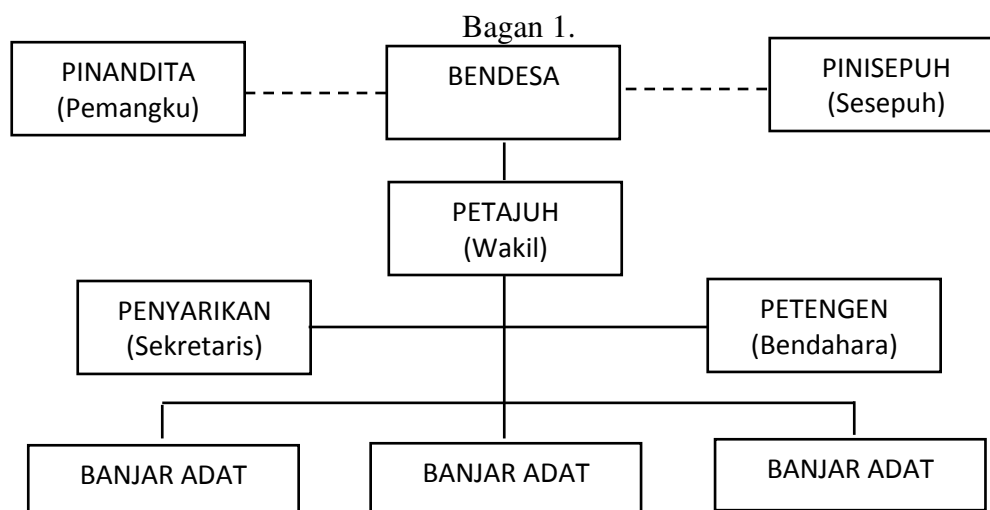 Bagan 1.
PINANDITA
(Pemangku)
BENDESA
PINISEPUH
(Sesepuh)
PETAJUH
(Wakil)
PENYARIKAN
(Sekretaris)
PETENGEN
(Bendahara)
BANJAR ADAT
BANJAR ADAT
BANJAR ADAT